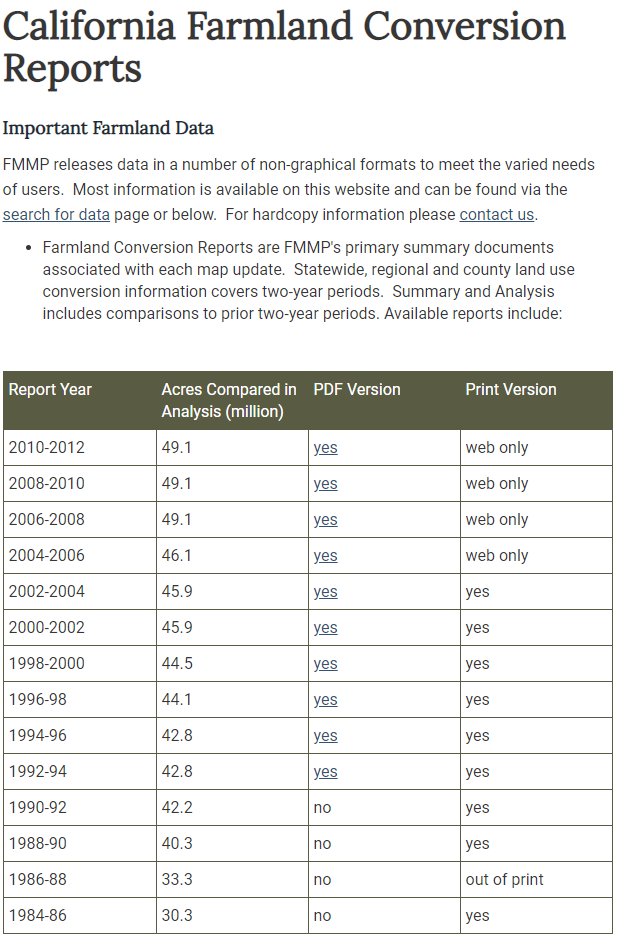 California Farmland Conversion
Reports
Important Farmland Data
FMMP releases data in a number of non-graphical formats to meet the varied needs
of users.  Most information is available on this website and can be found via the
search for data page or below.  For hardcopy information please contact us.
• Farmland Conversion Reports are FMMP's primary summary documents
associated with each map update.  Statewide, regional and county land use
conversion information covers two-year periods.  Summary and Analysis
includes comparisons to prior two-year periods. Available reports include:
Report Year Acres Compared in PDF Version Print Version
Analysis (million)
2010-2012 49.1 yes web only
2008-2010 49.1 yes web only
2006-2008 49.1 yes web only
2004-2006 46.1 yes web only
2002-2004 45.9 yes yes
2000-2002 45.9 yes yes
1998-2000 44.5 yes yes
1996-98 44.1 yes yes
1994-96 42.8 yes yes
1992-94 42.8 yes yes
1990-92 42.2 no yes
1988-90 40.3 no yes
1986-88 33.3 no out of print
1984-86 30.3 no yes